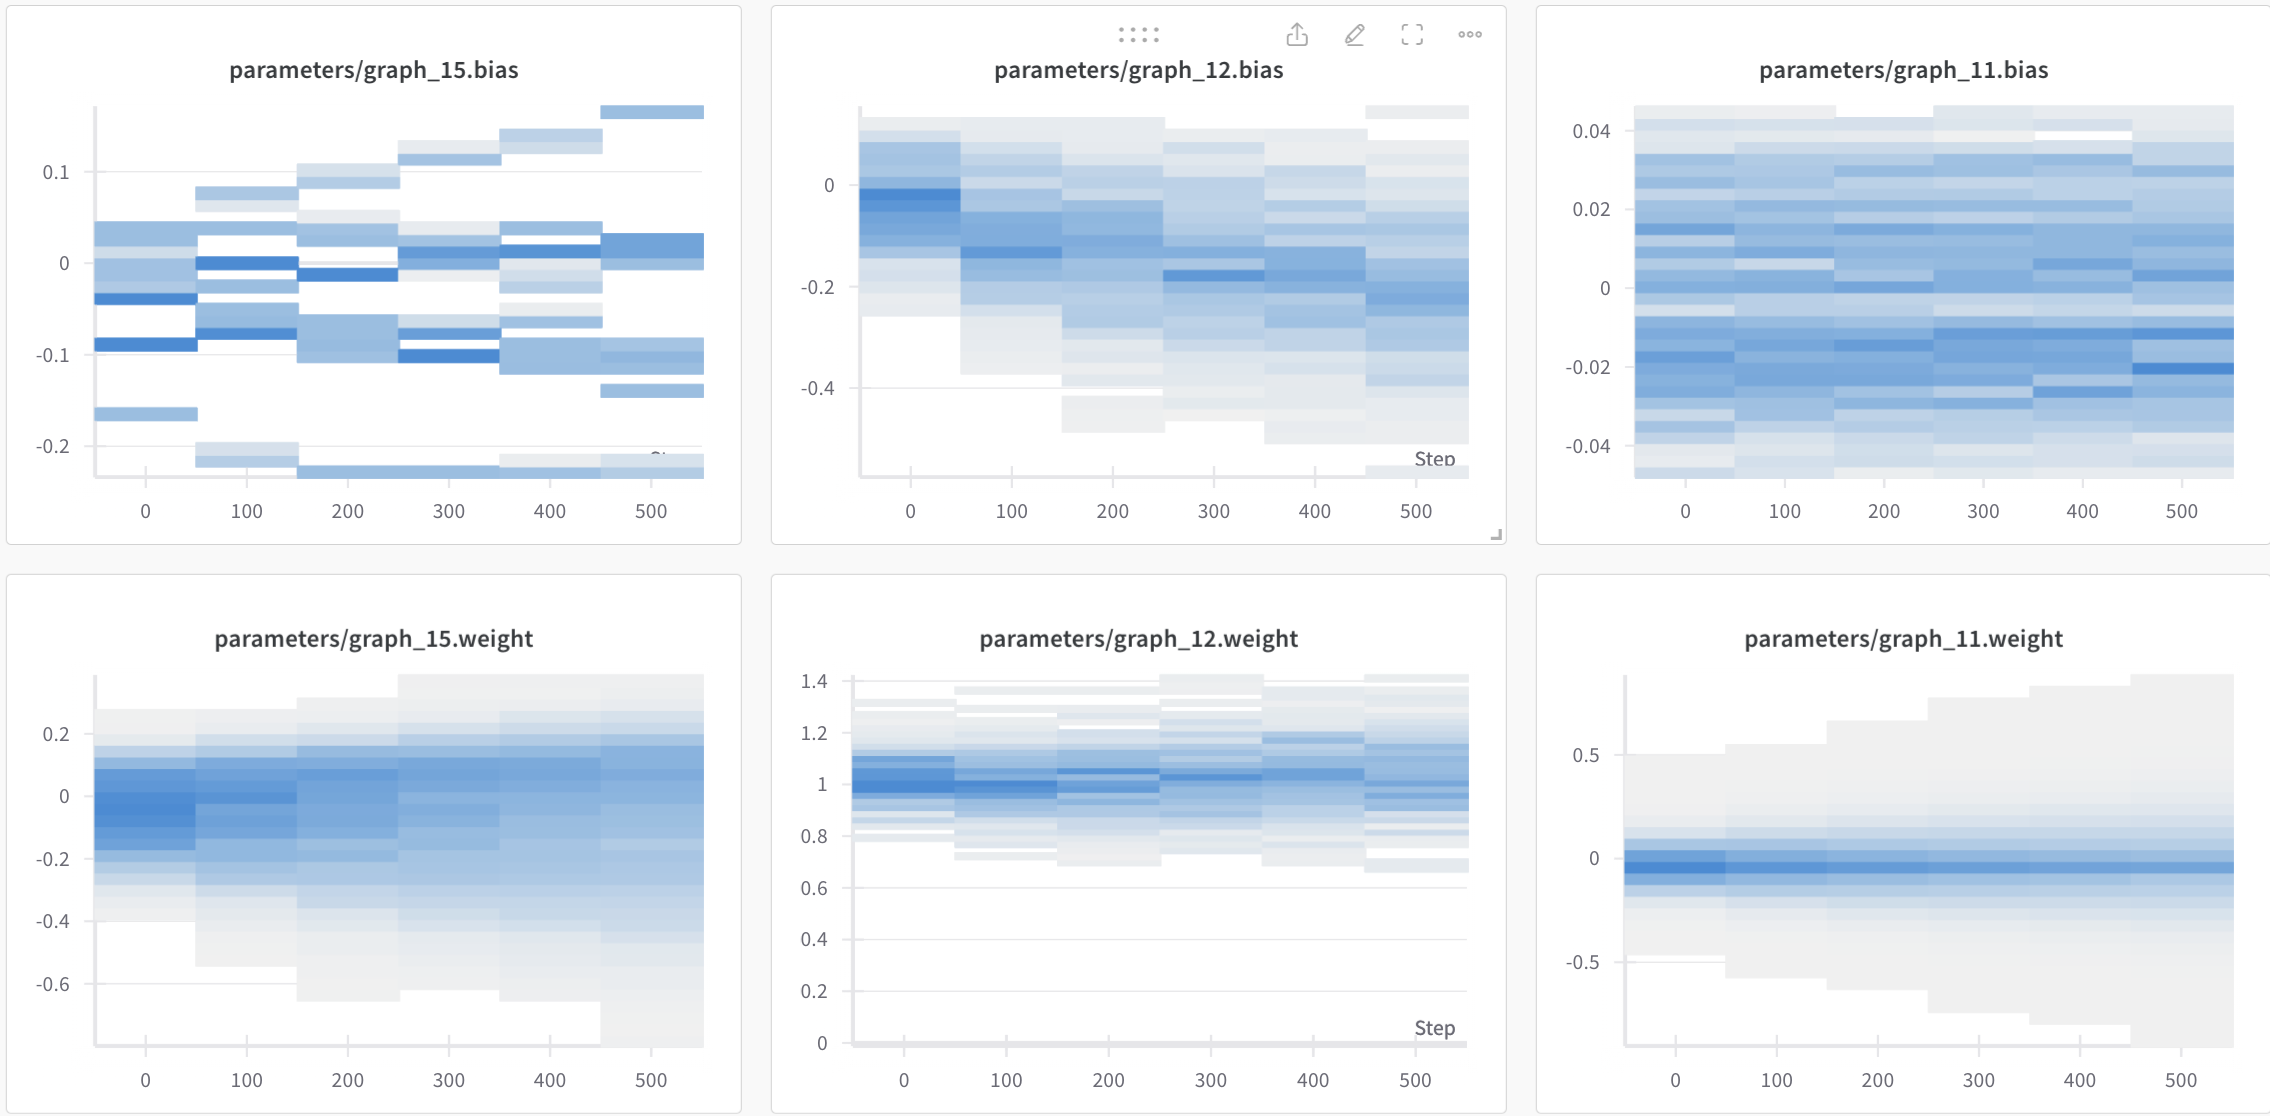 parameters/graph_15.bias
0.1
0
-0.1
-0.2
0 100 200 300 400 500
parameters/graph_12.bias
0
-0.2
-0.4
Step
0 100 200 300 400 500
parameters/graph_11.bias
0.04
0.02
0
-0.02
-0.04
0 100 200 300 400 500
parameters/graph_15.weight
0.2
0
-0.2
-0.4
-0.6
0 100 200 300 400 500
parameters/graph_12.weight
1.4
1.2
1
0.8
0.6
0.4
0.2
0
Step
0 100 200 300 400 500
parameters/graph_11.weight
0.5
0
-0.5
0 100 200 300 400 500